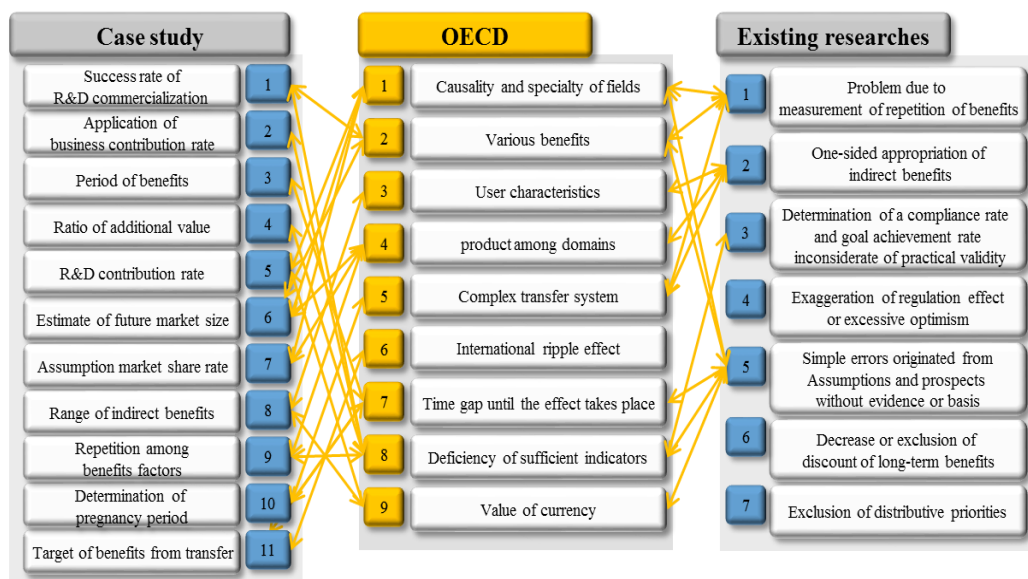 Case study
Success rate of
R&D commercialization
1
Application of
business contribution rate
2
Period of benefits
3
Ratio of additional value
4
R&D contribution rate
5
Estimate of future market size
6
Assumption market share rate
7
Range of indirect benefits
8
Repetition among
benefits factors
9
Determination of
pregnancy period
10
Target of benefits from transfer
11
OECD
1
Causality and specialty of fields
2
Various benefits
3
User characteristics
4
product among domains
5
Complex transfer system
6
International ripple effect
7
Time gap until the effect takes place
8
Deficiency of sufficient indicators
9
Value of currency
Existing researches
1
Problem due to
measurement of repetition of benefits
2
One-sided appropriation of
indirect benefits
3
Determination of a compliance rate
and goal achievement rate
inconsiderate of practical validity
4
Exaggeration of regulation effect
or excessive optimism
5
Simple errors originated from
Assumptions and prospects
without evidence or basis
6
Decrease or exclusion of
discount of long-term benefits
7
Exclusion of distributive priorities